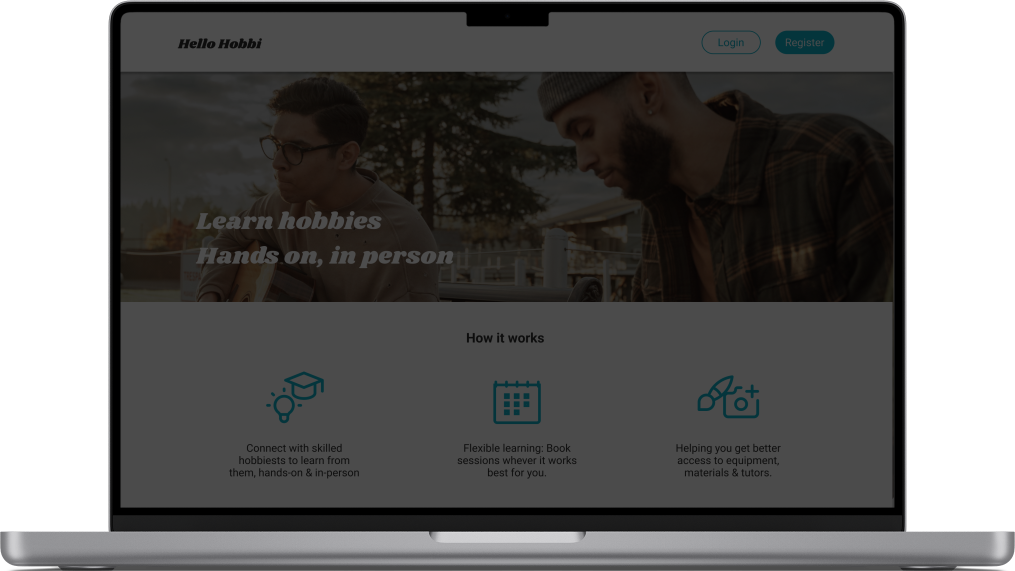 Hello Hobbi
Login
Register
Learn hobbies
Hands on, in person
How it works
Connect with skilled
hobbiests to learn from
them, hands-on & in-person
Flexible learning: Book
sessions whever it works
best for you.
Helping you get better
access to equipment,
materials & tutors.